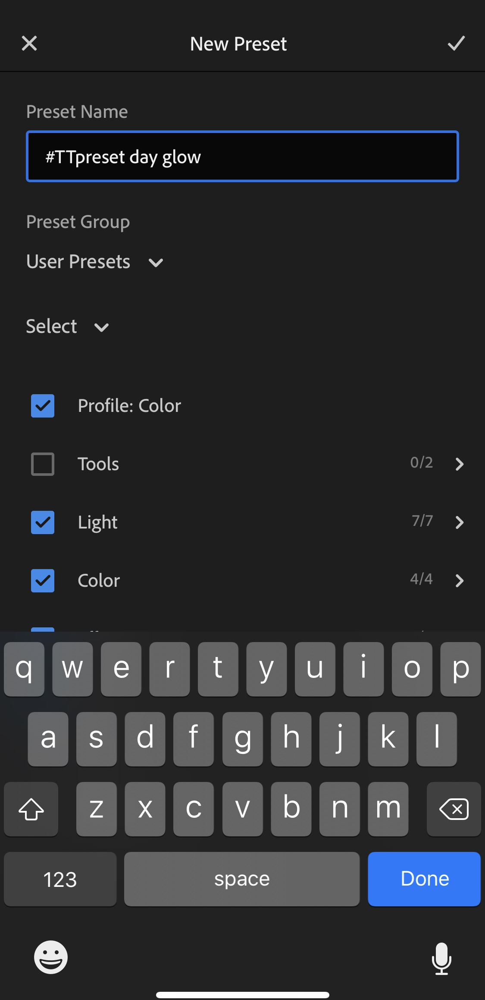 New Preset
Preset Name
#TTpreset day glow
Preset Group
User Presets
Select
Profile: Color
Tools 0/2
Light 7/7
Color 4/4
q w e r t y u i o p
a s d f g h j k l
z x c v b n m
123 space Done